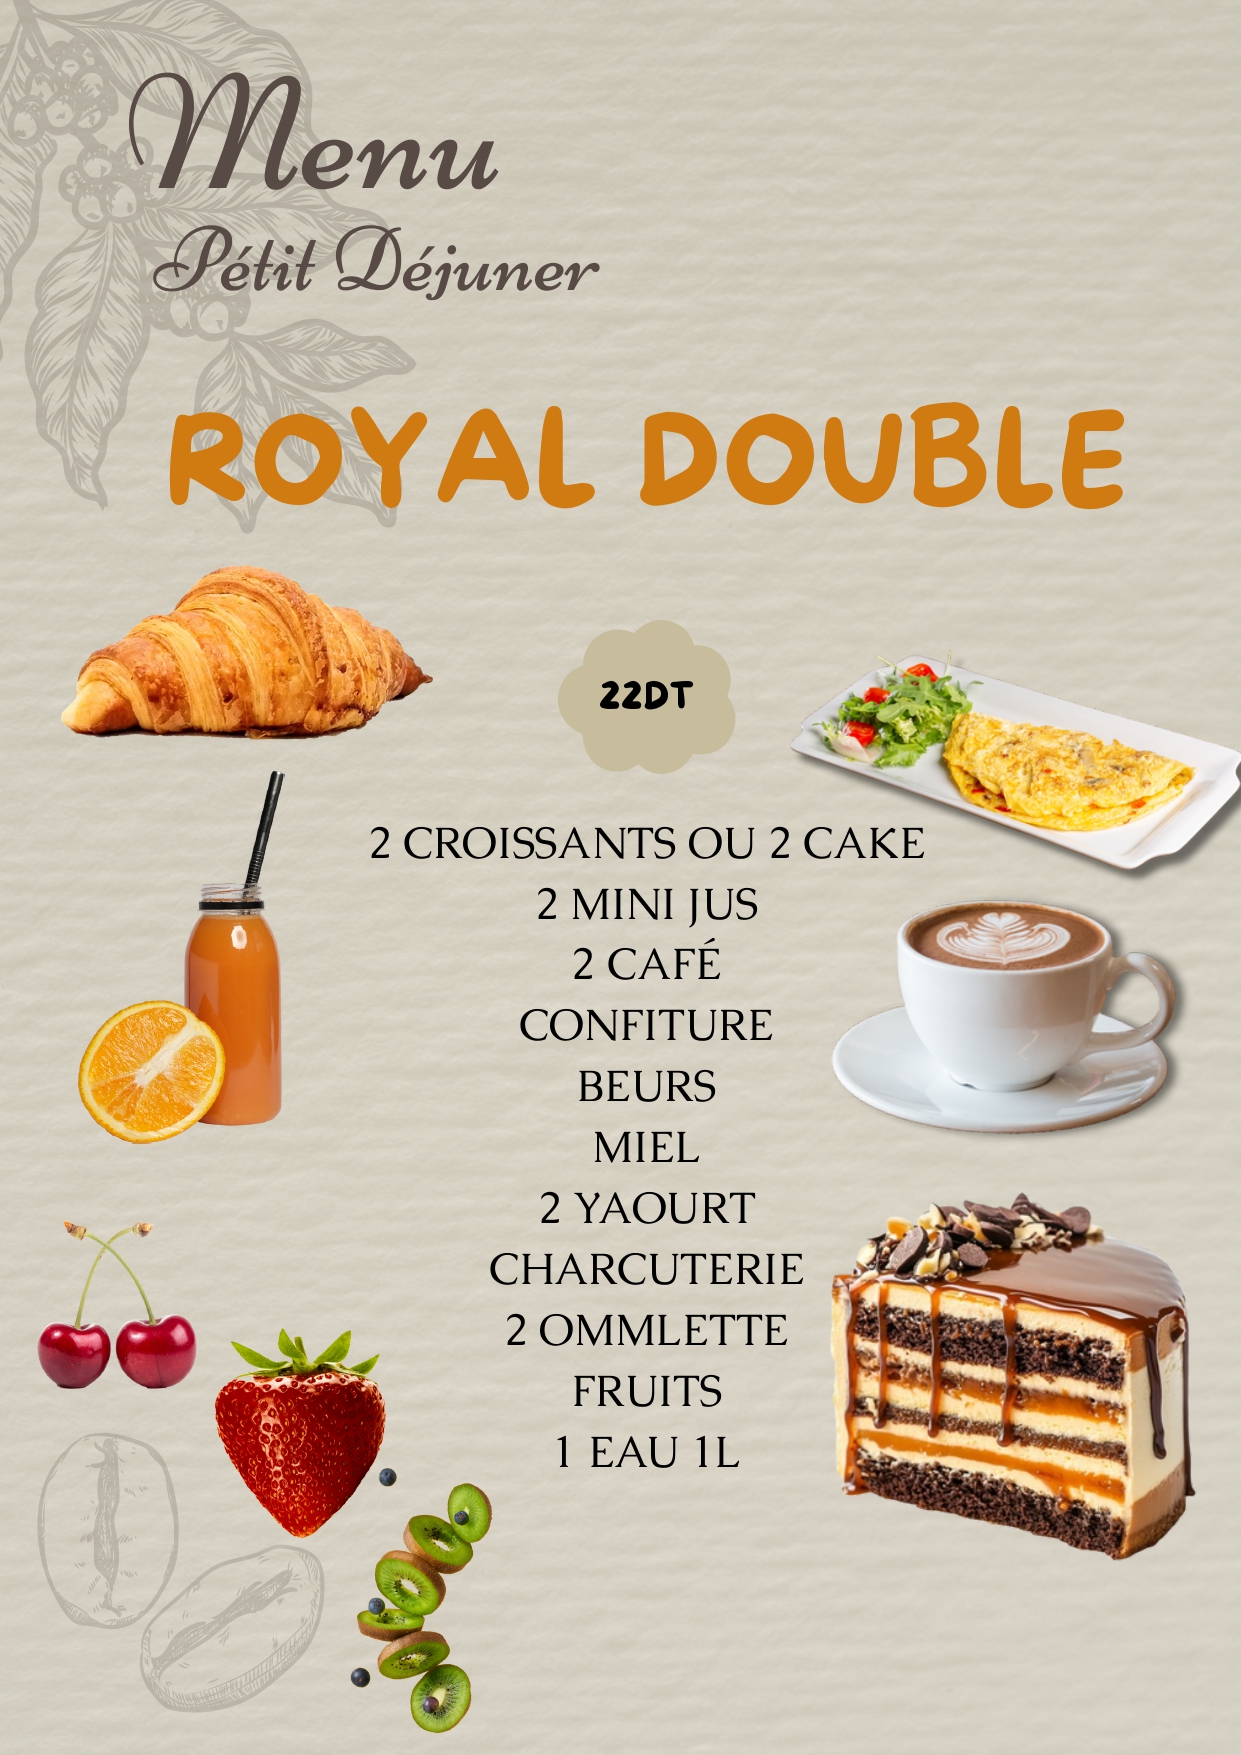 Menu
Pétit Déjuner
ROYAL DOUBLE
22DT
2 CROISSANTS OU 2 CAKE
2 MINI JUS
2 CAFÉ
CONFITURE
BEURS
MIEL
2 YAOURT
CHARCUTERIE
2 OMMLETTE
FRUITS
1 EAU 1L